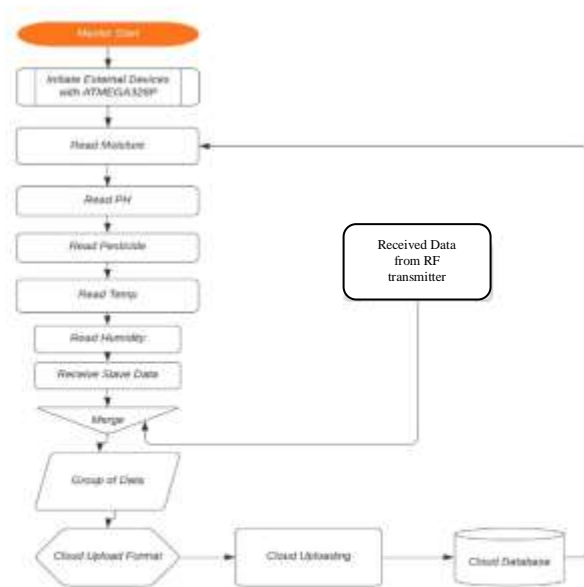 Master Start
Initiate External Devices
with ATMEGA328P
Read Moisture
Read PH
Read Pesticide
Received Data
from RF
transmitter
Read Temp
Read Humidity
Receive Slave Data
Merge
Group of Data
Cloud Upload Format
Cloud Uploading
Cloud Database